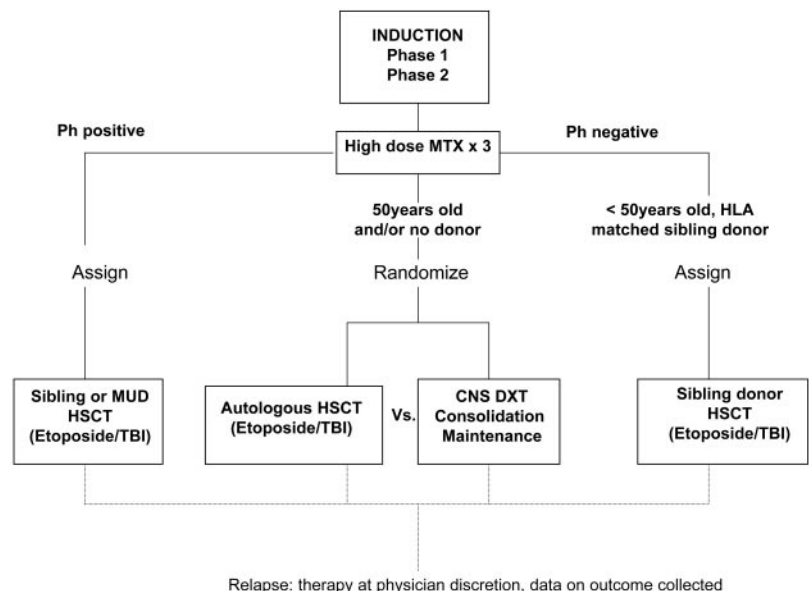 INDUCTION
Phase 1
Phase 2
Ph positive
High dose MTX x 3
Ph negative
50years old
and/or no donor
< 50years old, HLA
matched sibling donor
Assign
Randomize
Assign
Sibling or MUD
HSCT
(Etoposide/TBI)
Autologous HSCT
(Etoposide/TBI)
Vs.
CNS DXT
Consolidation
Maintenance
Sibling donor
HSCT
(Etoposide/TBI)
Relapse: therapy at physician discretion, data on outcome collected